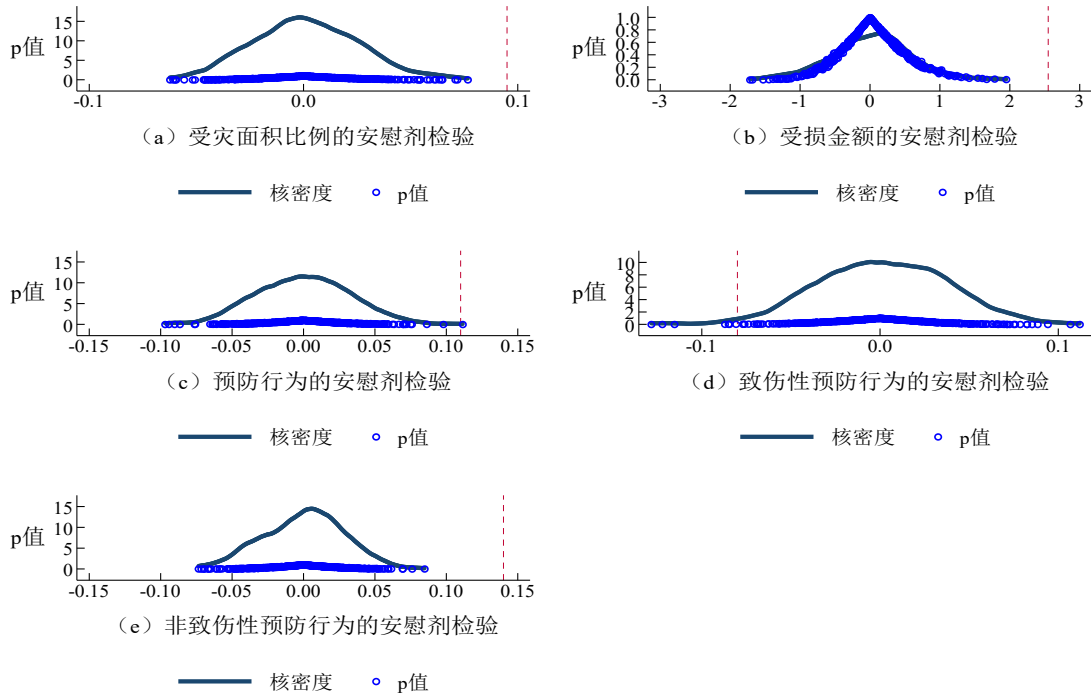 p值
15
10
5
0
-0.1 0.0 0.1
(a)受灾面积比例的安慰剂检验
核密度 p值
p值
1.0
0.8
0.6
0.4
0.2
0.0
-3 -2 -1 0 1 2 3
(b)受损金额的安慰剂检验
核密度 p值
p值
15
10
5
0
-0.15 -0.10 -0.05 0.00 0.05 0.10 0.15
(c)预防行为的安慰剂检验
核密度 p值
p值
10
8
6
4
2
0
-0.1 0.0 0.1
(d)致伤性预防行为的安慰剂检验
核密度 p值
p值
15
10
5
0
-0.15 -0.10 -0.05 0.00 0.05 0.10 0.15
(e)非致伤性预防行为的安慰剂检验
核密度 p值